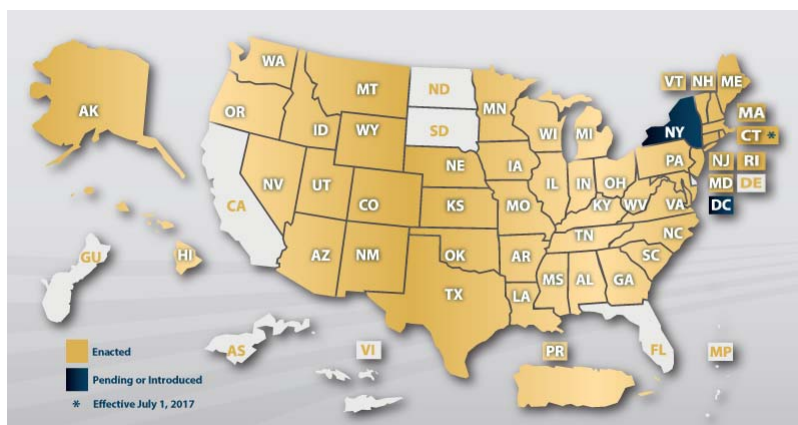 WA
VT NH ME
AK
MT
ND
MN
MA
OR
ID
SD
WI
MI
NY
CT *
WY
PA
NJ RI
NE
IA
MD DE
NV
UT
IL
IN
OH
CA
CO
KS
MO
KY
WV
VA
DC
NC
TN
AZ
NM
OK
AR
SC
GU
HI
MS
AL
GA
TX
LA
AS
VI
PR
FL
MP
Enacted
Pending or Introduced
* Effective July 1, 2017